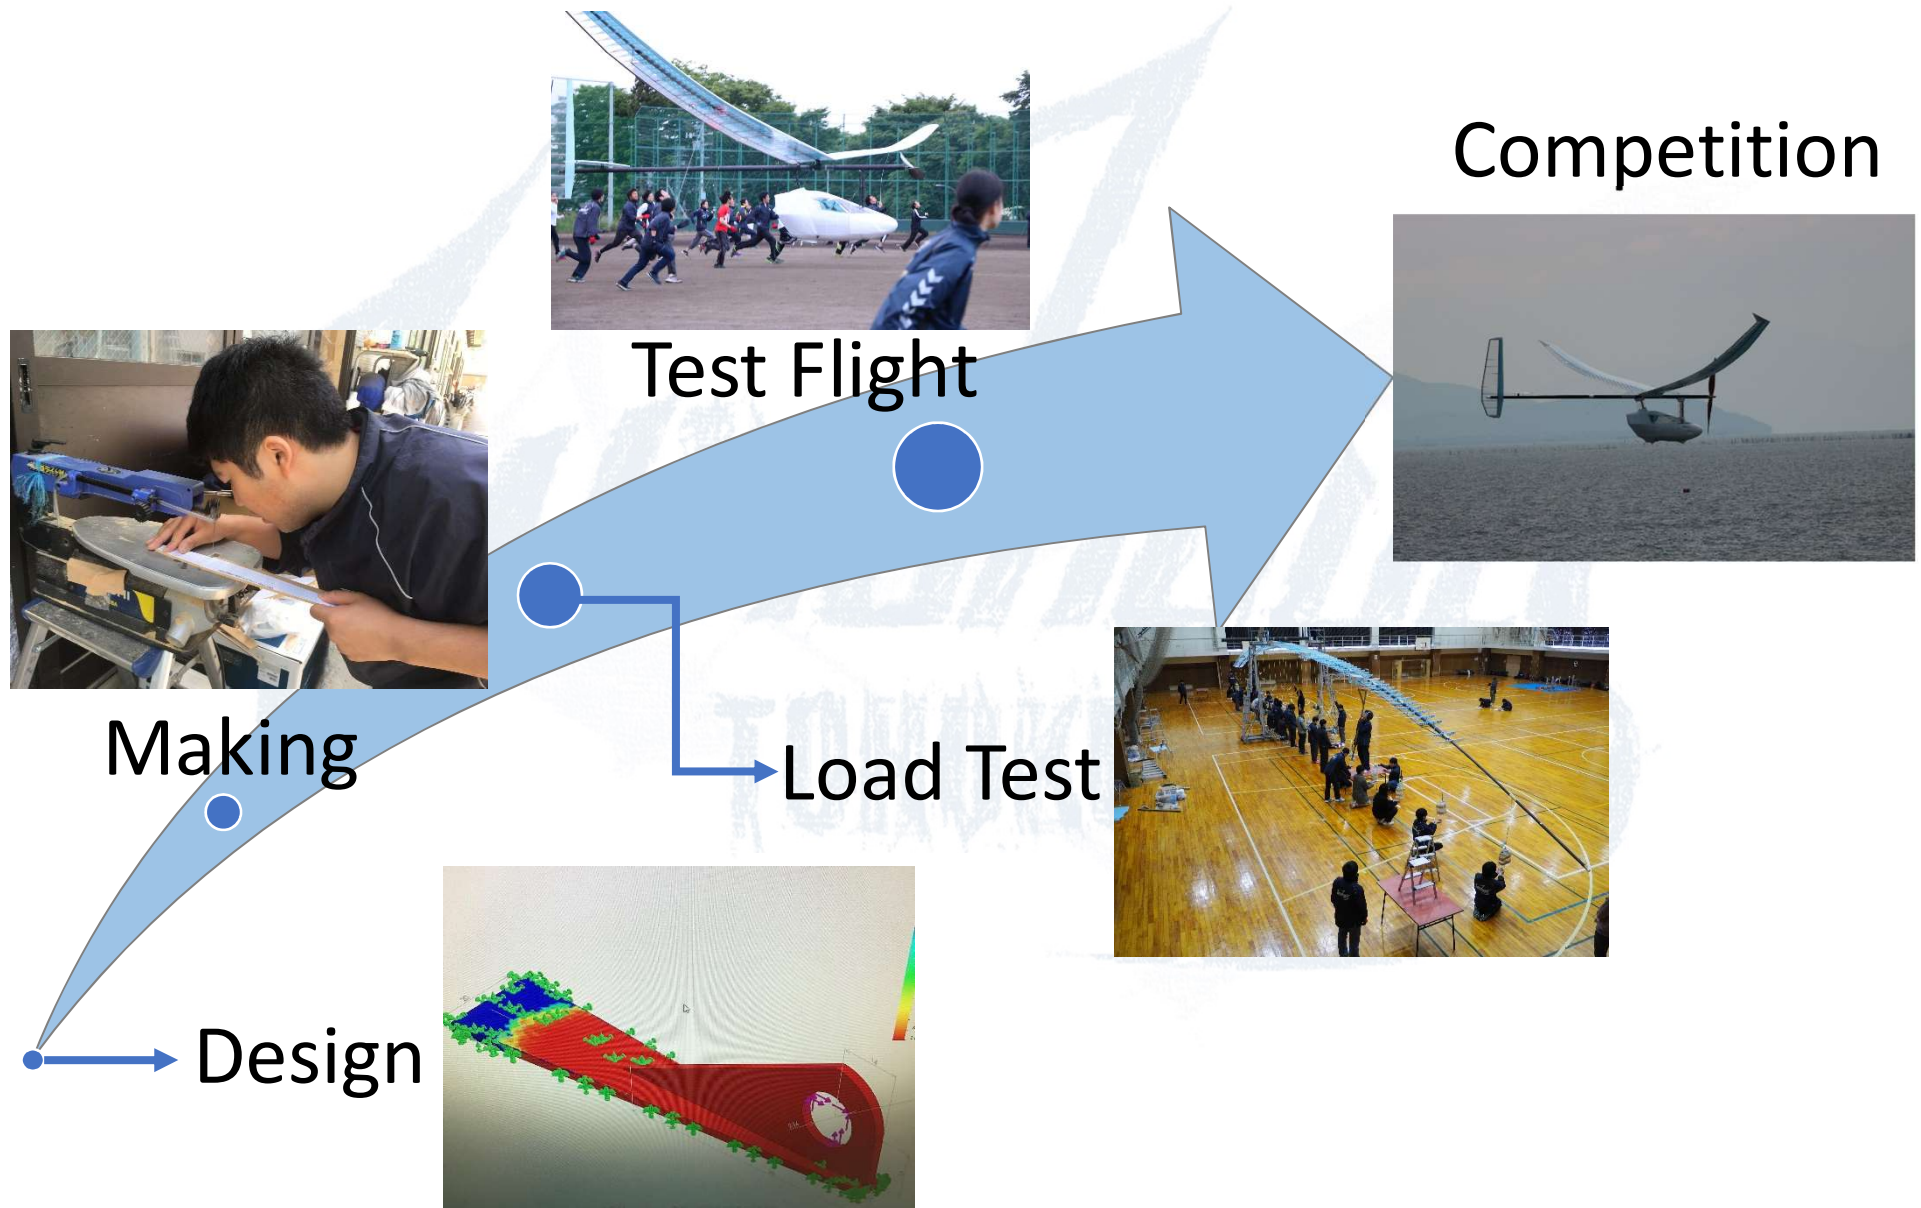 Competition
Test Flight
Making
Load Test
Design